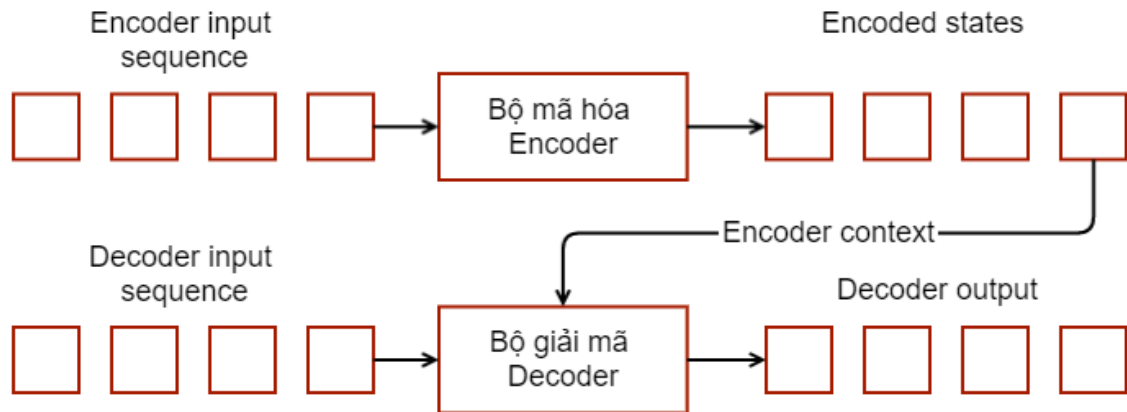 Encoder input
sequence
Encoded states
Bộ mã hóa
Encoder
Encoder context
Decoder input
sequence
Decoder output
Bộ giải mã
Decoder